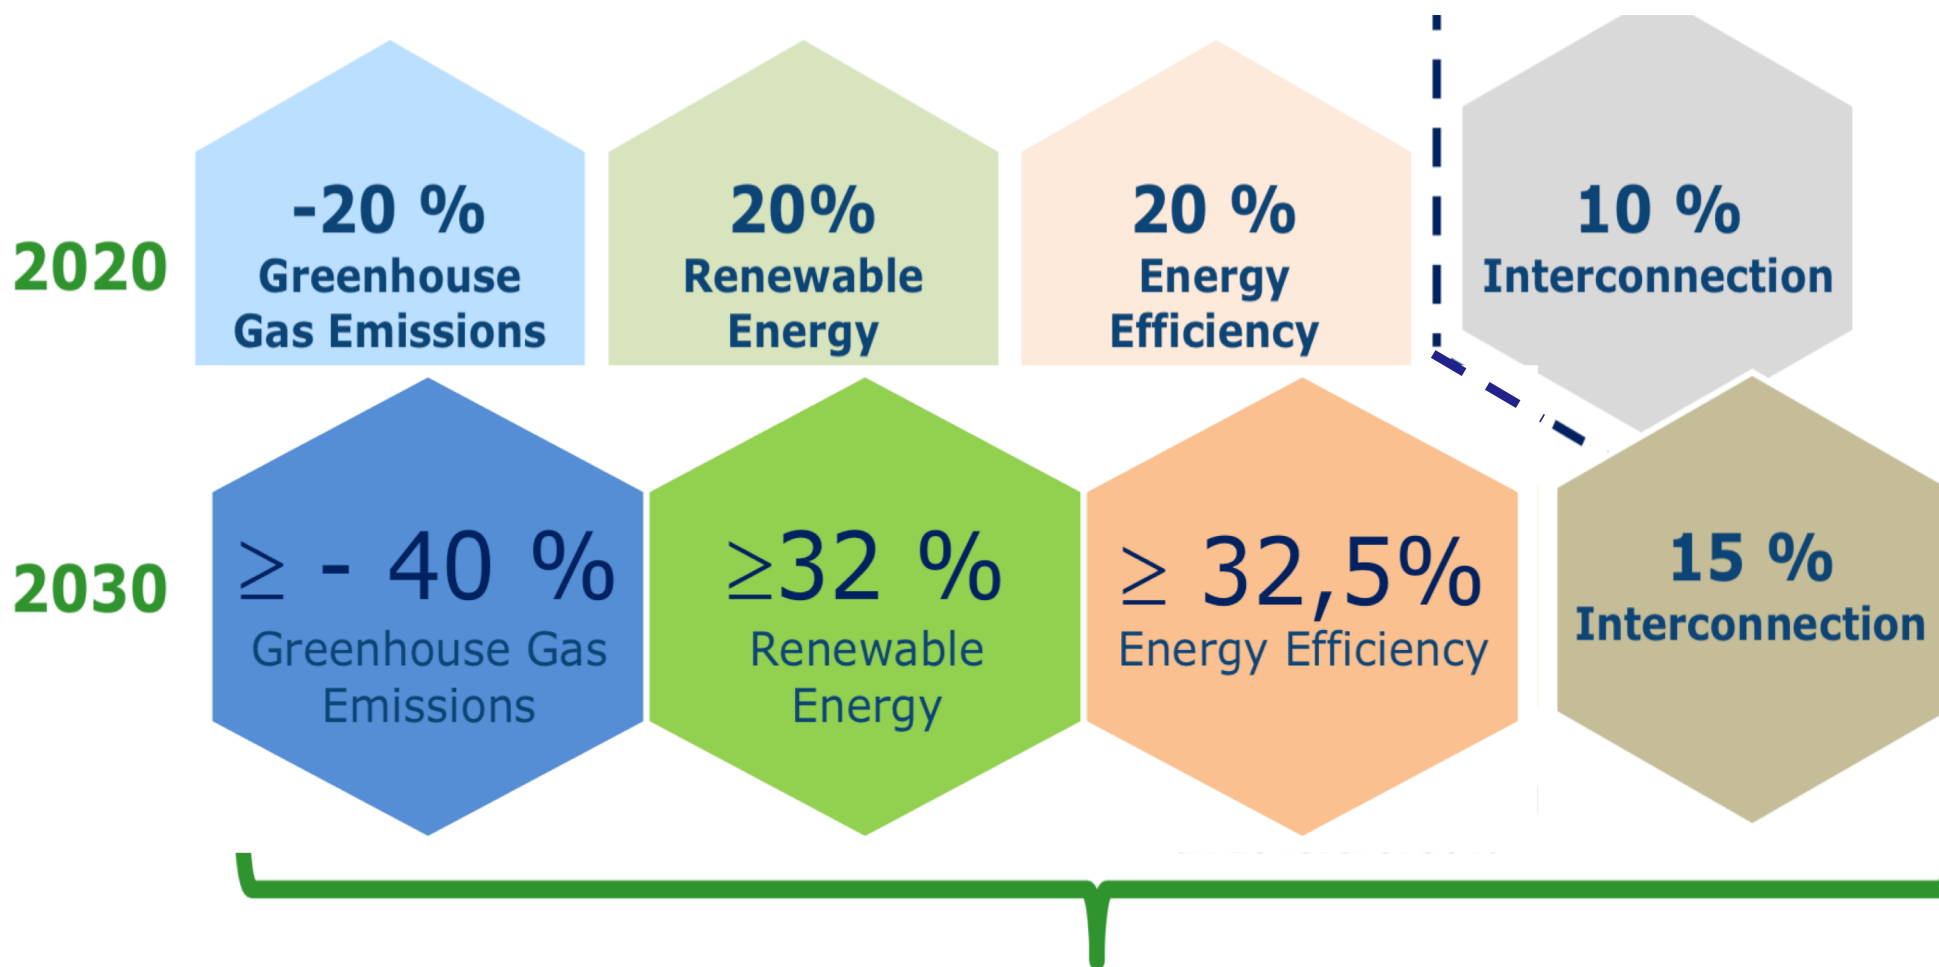 2020
-20 %
Greenhouse
Gas Emissions
20%
Renewable
Energy
20 %
Energy
Efficiency
10 %
Interconnection
2030
≥ - 40 %
Greenhouse Gas
Emissions
≥32 %
Renewable
Energy
≥ 32,5%
Energy Efficiency
15 %
Interconnection